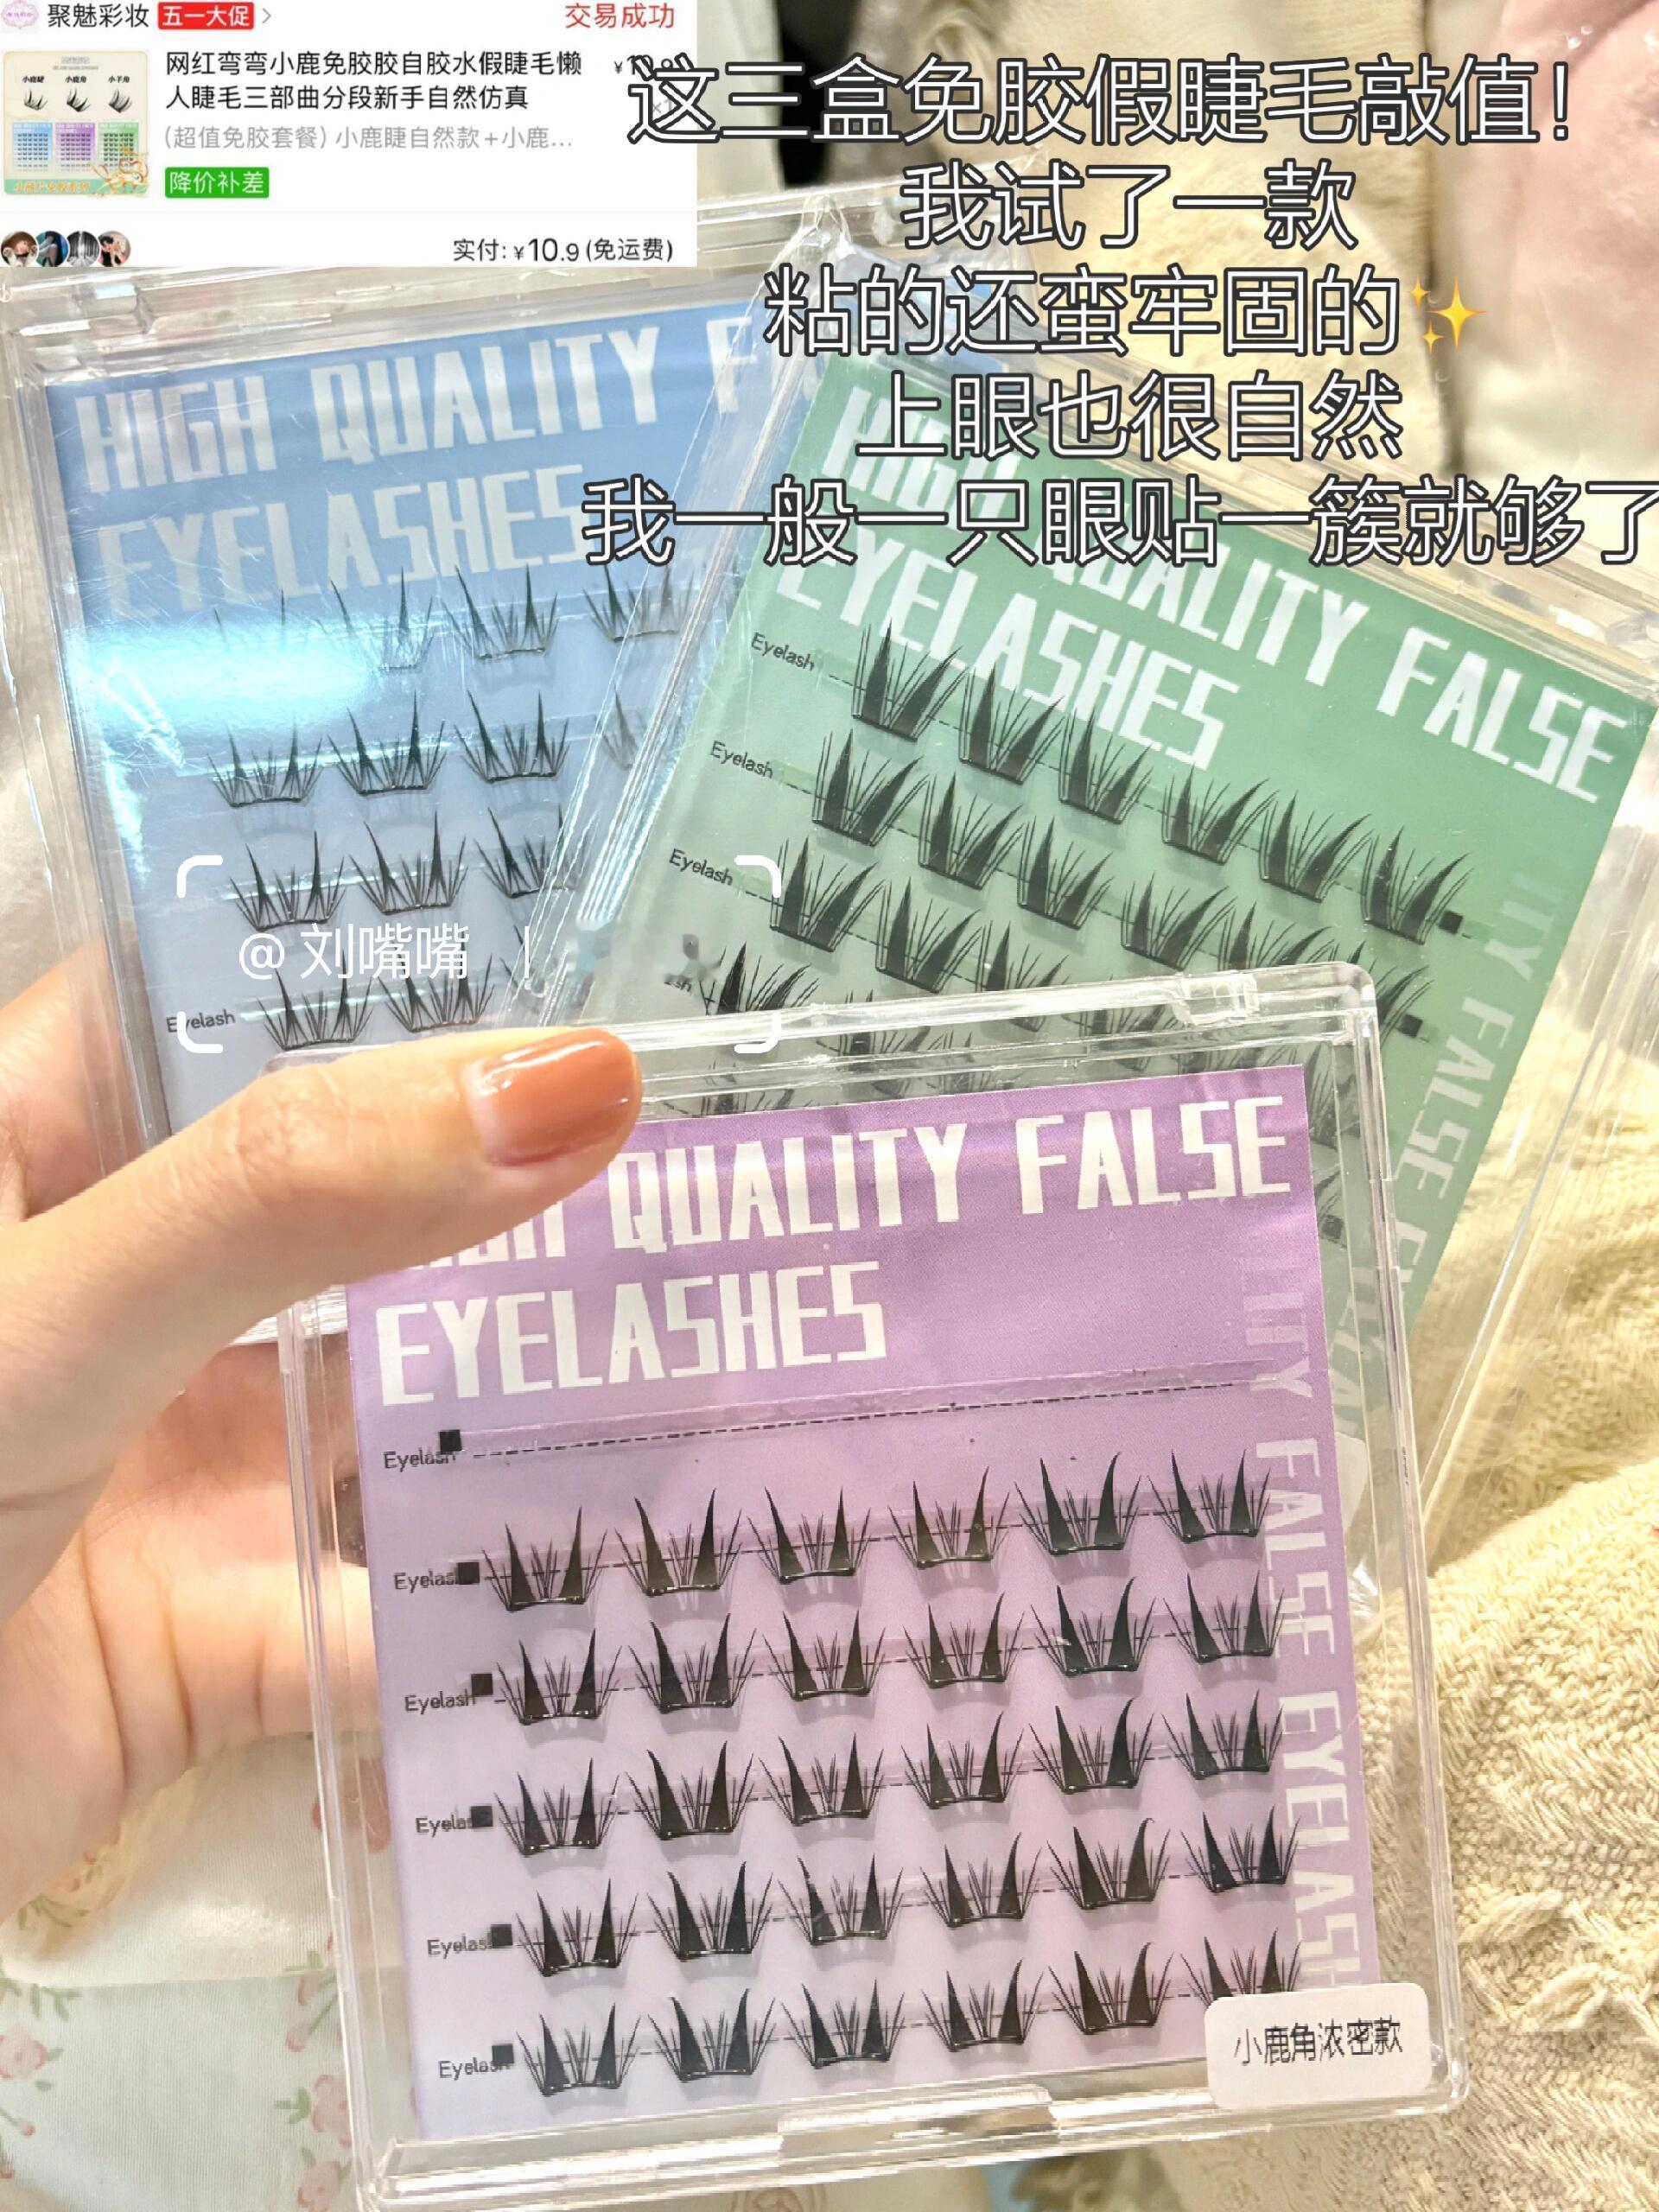 聚魅彩妆 五一大促 >
交易成功
网红弯弯小鹿免胶胶自胶水假睫毛懒
人睫毛三部曲分段新手自然仿真
(超值免胶套餐) 小鹿睫自然款+小鹿...
降价补差
实付: ¥10.9 (免运费)
这三盒免胶假睫毛敲值！
我试了一款
粘的还蛮牢固的✨
上眼也很自然
我一般一只眼贴一簇就够了
HIGH QUALITY F
EYELASHES
Eyelash
@ 刘嘴嘴
HIGH QUALITY FALSE
EYELASHES
Eyelash
Eyelash
Eyelash
ITY FALSE
QUALITY FALSE
EYELASHES
ITY FALSE EYELASH
Eyelash
Eyelash
Eyelash
Eyelash
Eyelash
Eyelash
小鹿角浓密款